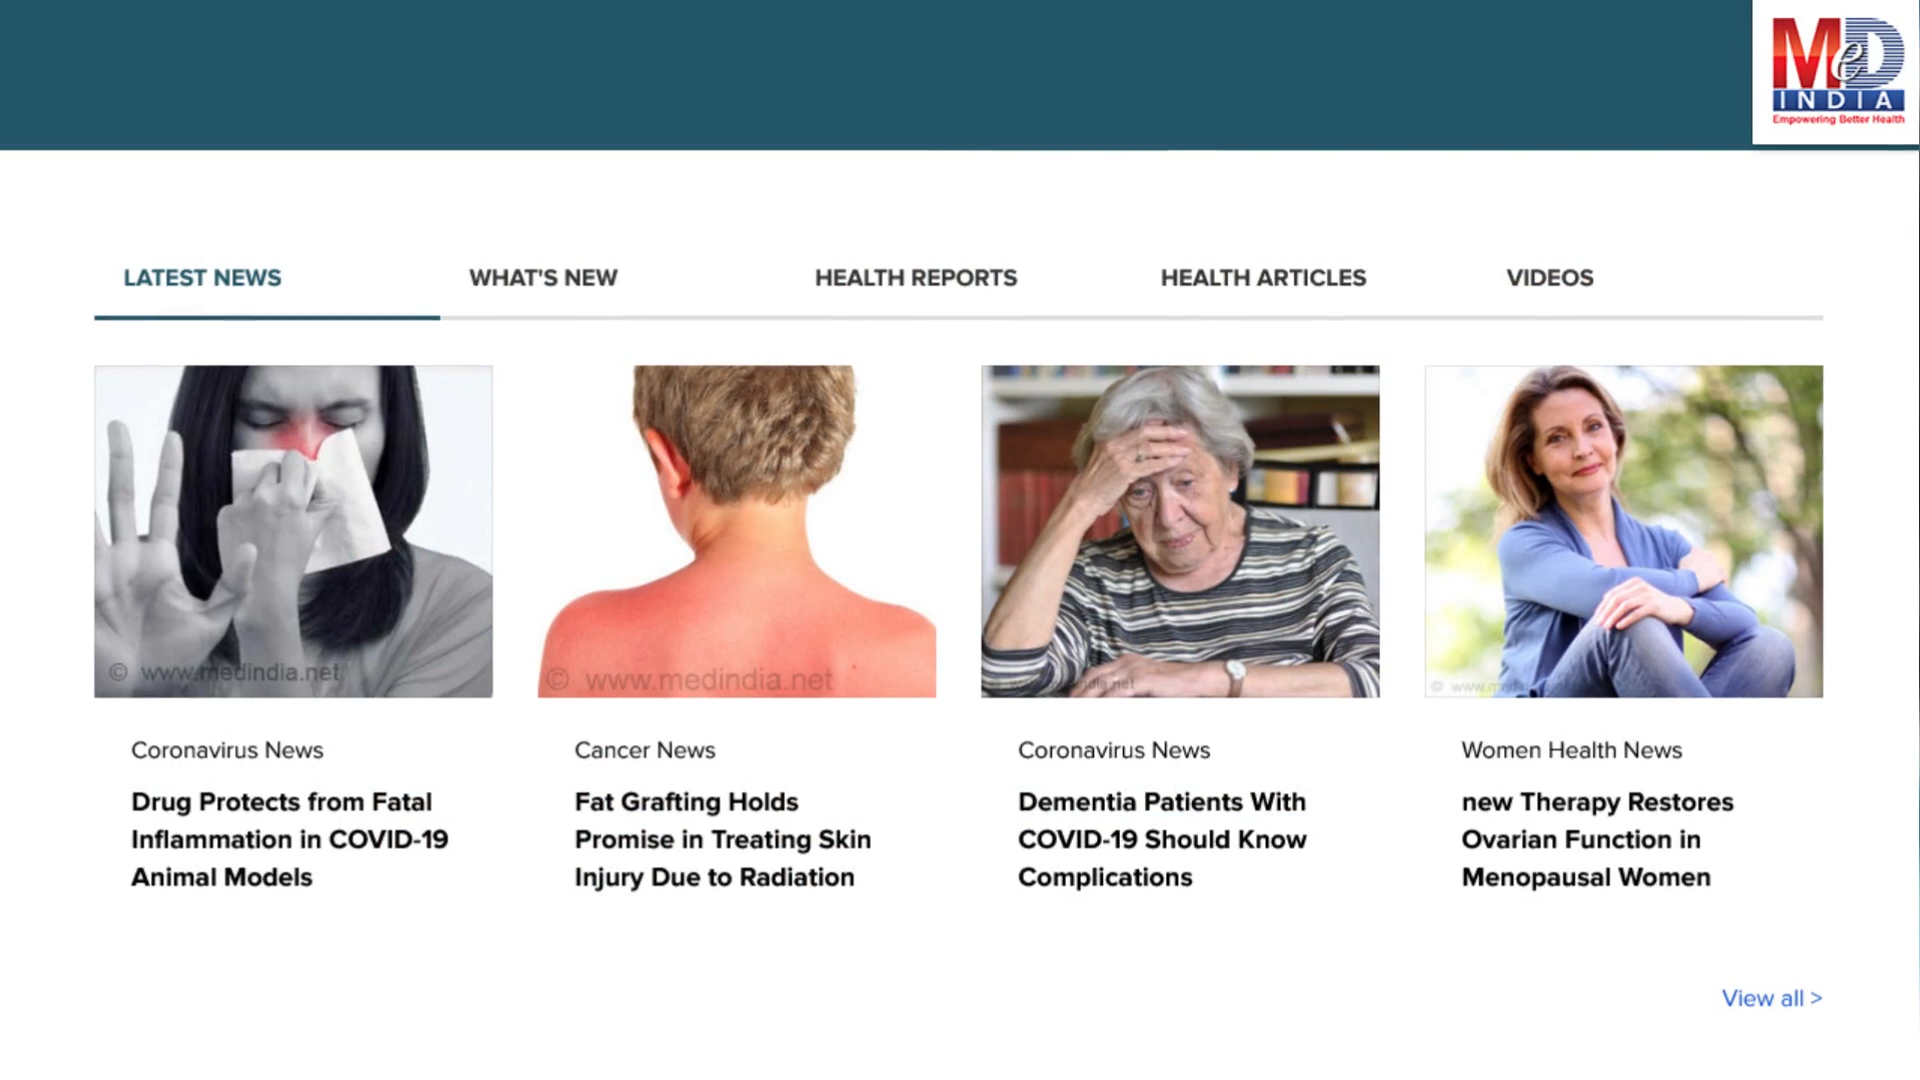 MeD
INDIA
Empowering Better Health
LATEST NEWS
WHAT'S NEW
HEALTH REPORTS
HEALTH ARTICLES
VIDEOS
© www.medindia.net
© www.medindia.net
dia.net
© www.m
Coronavirus News
Drug Protects from Fatal
Inflammation in COVID-19
Animal Models
Cancer News
Fat Grafting Holds
Promise in Treating Skin
Injury Due to Radiation
Coronavirus News
Dementia Patients With
COVID-19 Should Know
Complications
Women Health News
new Therapy Restores
Ovarian Function in
Menopausal Women
View all >